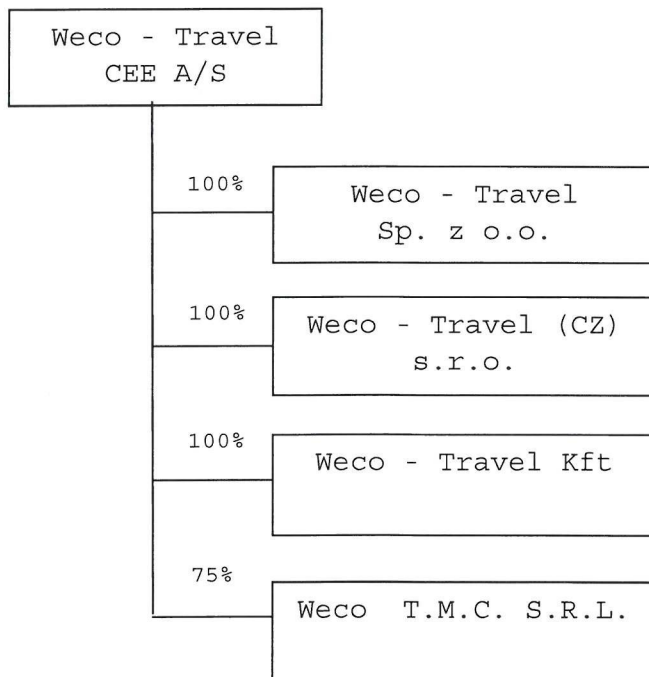 Weco - Travel
CEE A/S
100%
Weco - Travel
Sp. z o.o.
100%
Weco - Travel (CZ)
s.r.o.
100%
Weco - Travel Kft
75%
Weco T.M.C. S.R.L.